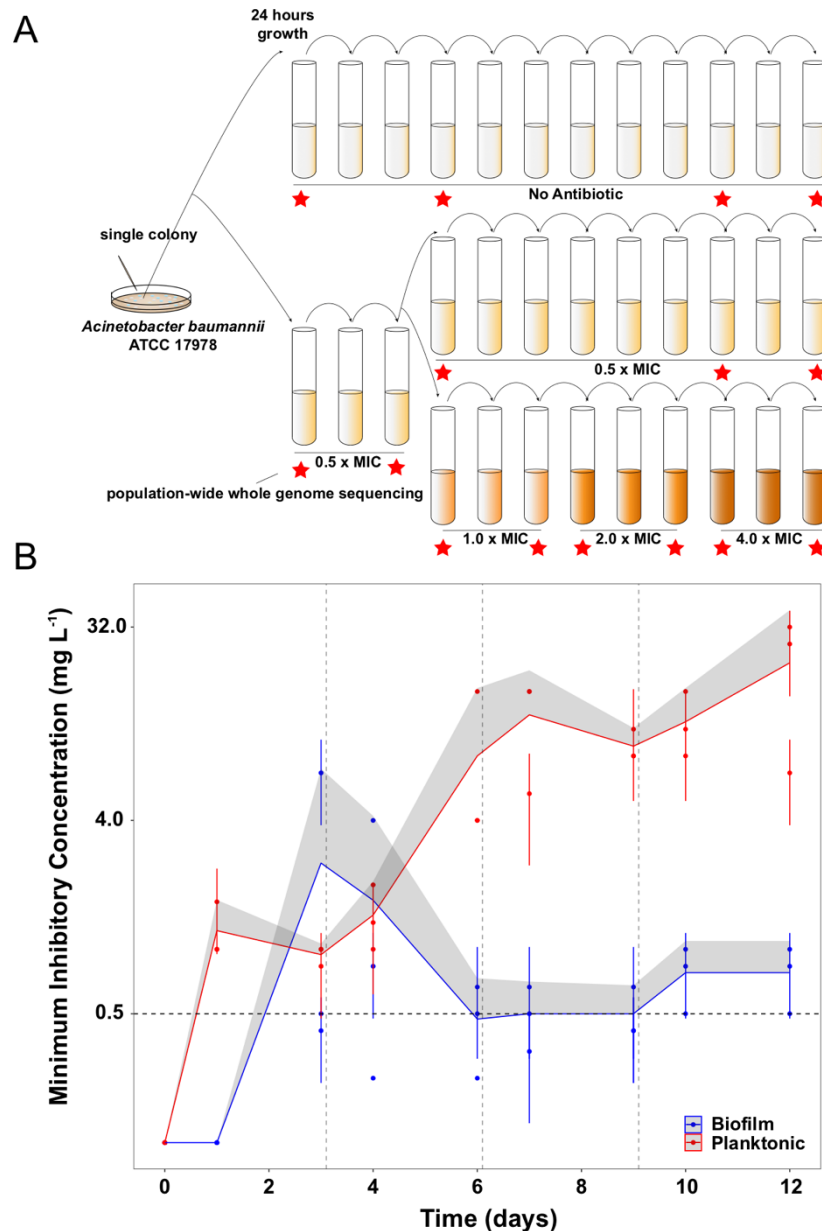 A
24 hours
growth
No Antibiotic
single colony
Acinetobacter baumannii
ATCC 17978
0.5 x MIC
0.5 x MIC
population-wide whole genome sequencing
1.0 x MIC
2.0 x MIC
4.0 x MIC
B
Minimum Inhibitory Concentration (mg L-1)
32.0
4.0
0.5
Biofilm
Planktonic
0
2
4
6
8
10
12
Time (days)